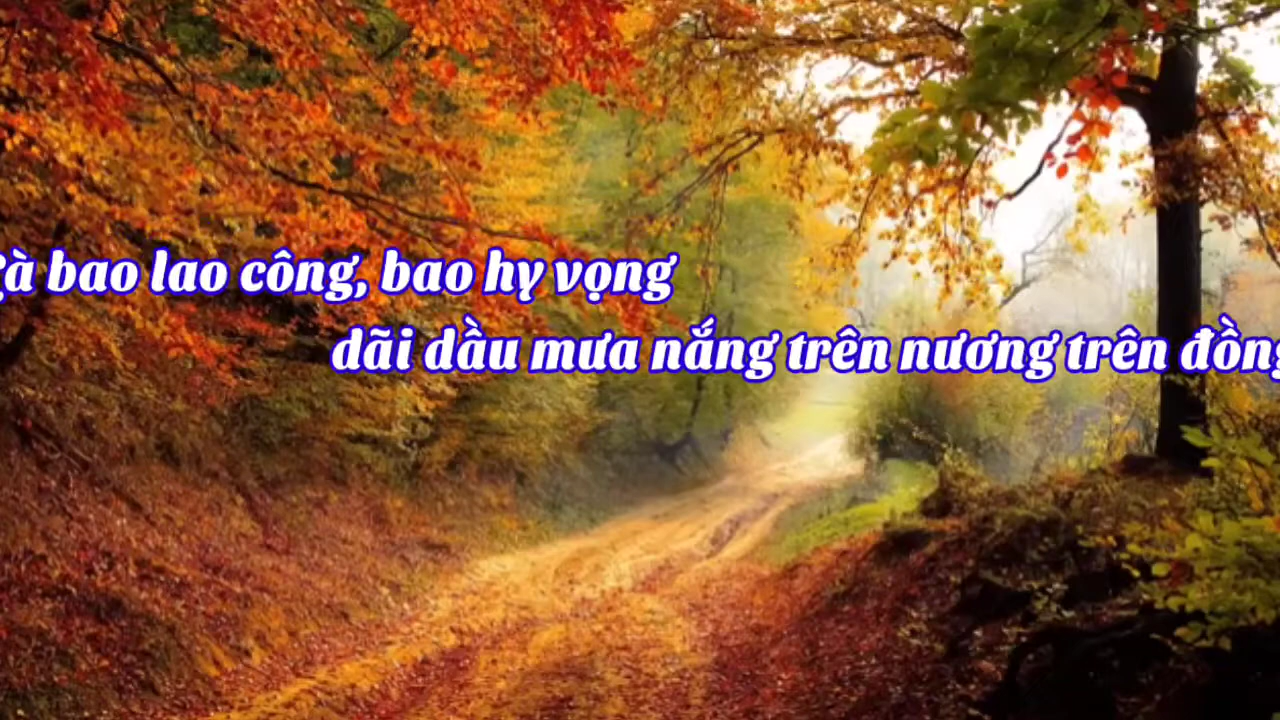 bao lao công, bao hy vọng
dãi dầu mưa nắng trên nương trên đồng